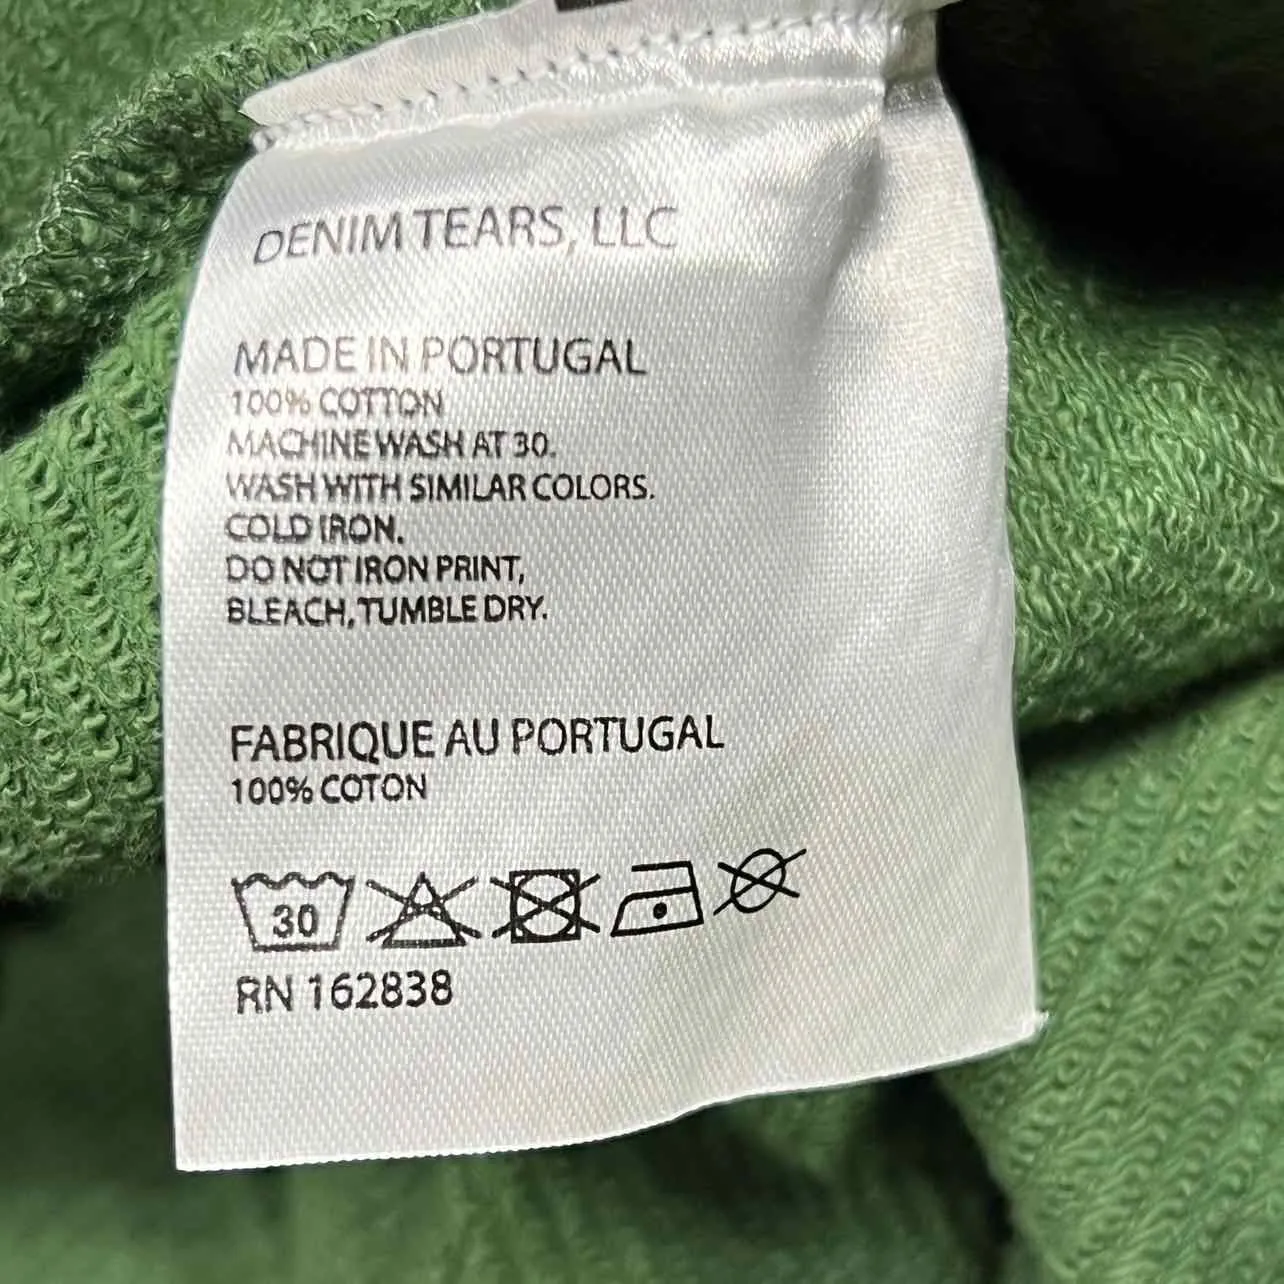 DENIM TEARS, LLC
MADE IN PORTUGAL
100% COTTON
MACHINE WASH AT 30.
WASH WITH SIMILAR COLORS.
COLD IRON.
DO NOT IRON PRINT,
BLEACH, TUMBLE DRY.
FABRIQUE AU PORTUGAL
100% COTON
30
RN 162838